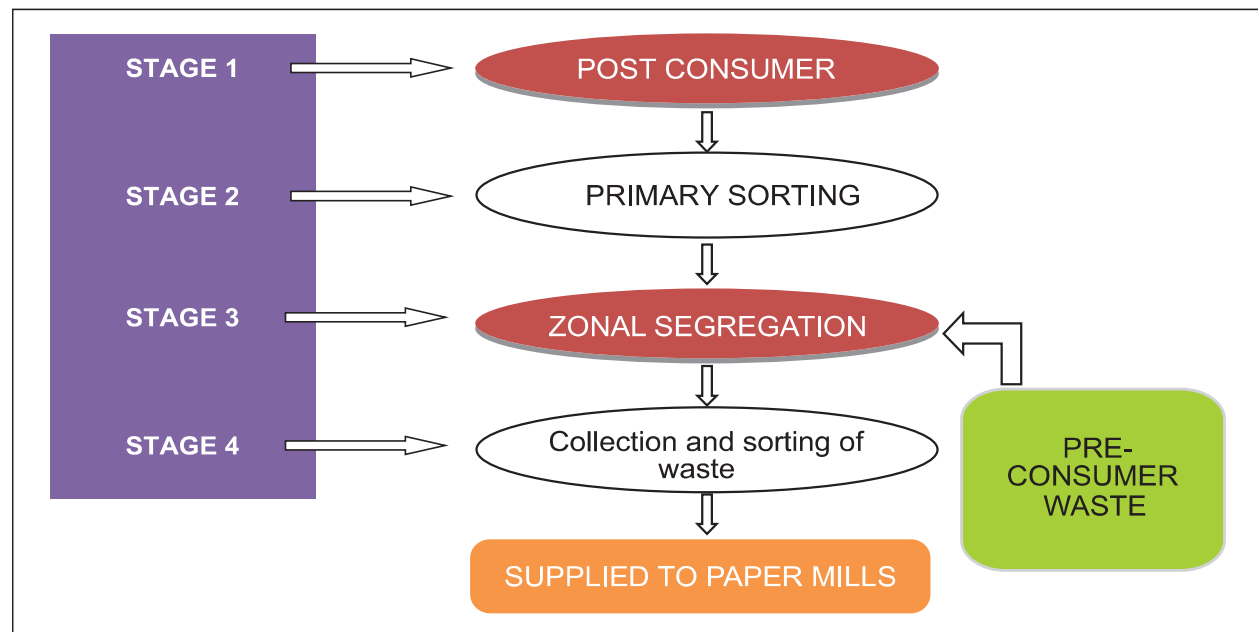 STAGE 1
POST CONSUMER
STAGE 2
PRIMARY SORTING
STAGE 3
ZONAL SEGREGATION
STAGE 4
Collection and sorting of
waste
PRE-
CONSUMER
WASTE
SUPPLIED TO PAPER MILLS